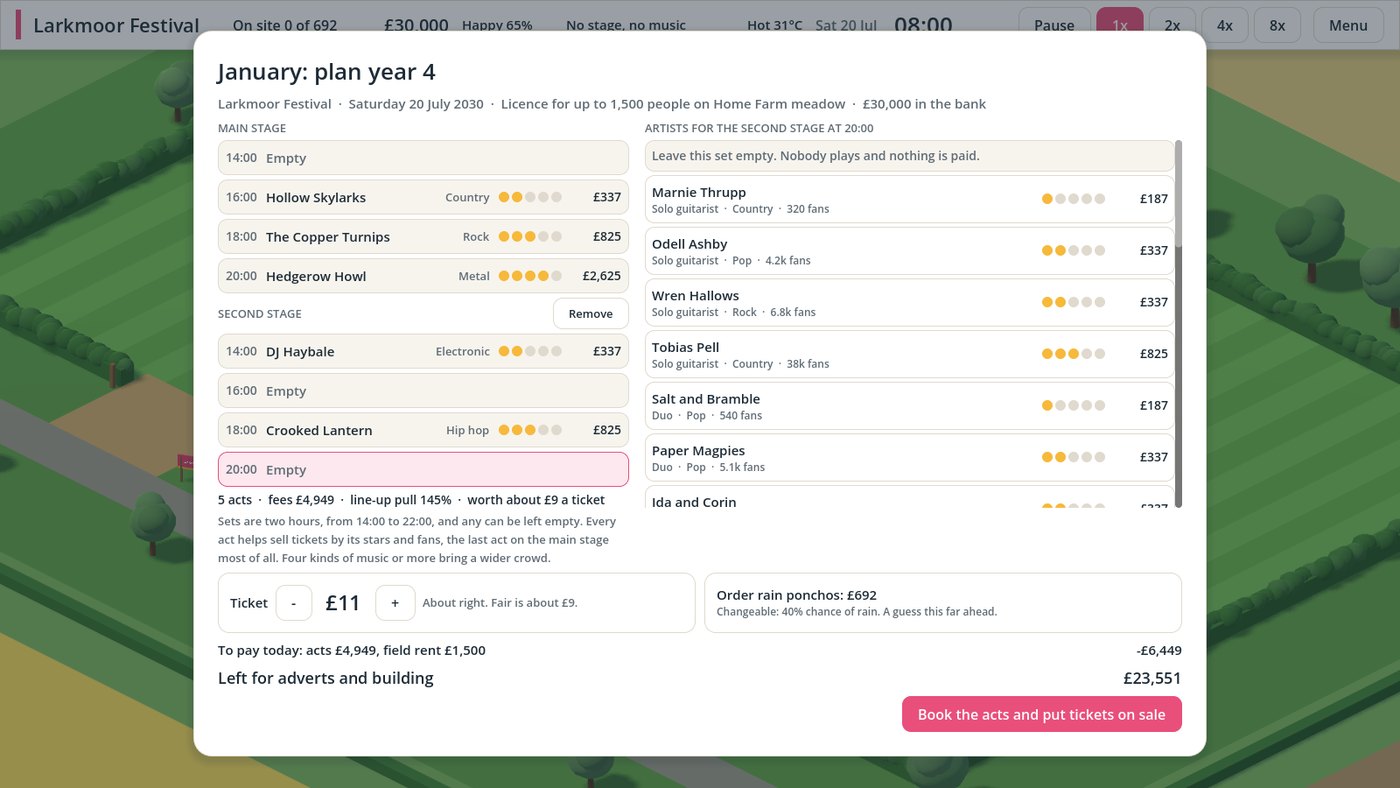 Larkmoor Festival On site 0 of 692 £30,000 Happy 65% No stage, no music Hot 31°C Sat 20 Jul 08:00 Pause 1x 2x 4x 8x Menu
January: plan year 4
Larkmoor Festival · Saturday 20 July 2030 · Licence for up to 1,500 people on Home Farm meadow · £30,000 in the bank
MAIN STAGE
14:00 Empty
16:00 Hollow Skylarks Country £337
18:00 The Copper Turnips Rock £825
20:00 Hedgerow Howl Metal £2,625
SECOND STAGE Remove
14:00 DJ Haybale Electronic £337
16:00 Empty
18:00 Crooked Lantern Hip hop £825
20:00 Empty
5 acts · fees £4,949 · line-up pull 145% · worth about £9 a ticket
Sets are two hours, from 14:00 to 22:00, and any can be left empty. Every
act helps sell tickets by its stars and fans, the last act on the main stage
most of all. Four kinds of music or more bring a wider crowd.
ARTISTS FOR THE SECOND STAGE AT 20:00
Leave this set empty. Nobody plays and nothing is paid.
Marnie Thrupp £187
Solo guitarist · Country · 320 fans
Odell Ashby £337
Solo guitarist · Pop · 4.2k fans
Wren Hallows £337
Solo guitarist · Rock · 6.8k fans
Tobias Pell £825
Solo guitarist · Country · 38k fans
Salt and Bramble £187
Duo · Pop · 540 fans
Paper Magpies £337
Duo · Pop · 5.1k fans
Ida and Corin £337
Ticket - £11 + About right. Fair is about £9.
Order rain ponchos: £692
Changeable: 40% chance of rain. A guess this far ahead.
To pay today: acts £4,949, field rent £1,500 -£6,449
Left for adverts and building £23,551
Book the acts and put tickets on sale